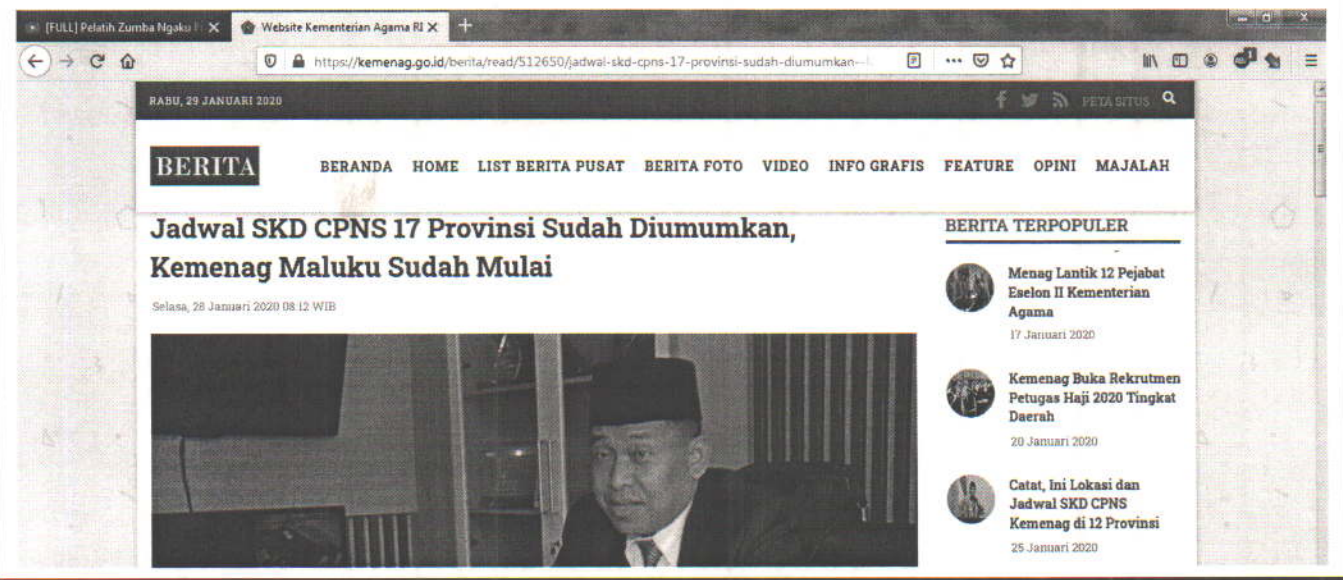 [FULL] Pelatih Zumba Ngaku
Website Kementerian Agama RI
https://kemenag.go.id/berita/read/512650/jadwal-skd-cpns-17-provinsi-sudah-diumumkan--
RABU, 29 JANUARI 2020
PETA SITUS
BERITA
BERANDA HOME LIST BERITA PUSAT BERITA FOTO VIDEO INFO GRAFIS FEATURE OPINI MAJALAH
Jadwal SKD CPNS 17 Provinsi Sudah Diumumkan,
Kemenag Maluku Sudah Mulai
Selasa, 28 Januari 2020 08:12 WIB
BERITA TERPOPULER
Menag Lantik 12 Pejabat
Eselon II Kementerian
Agama
17 Januari 2020
Kemenag Buka Rekrutmen
Petugas Haji 2020 Tingkat
Daerah
20 Januari 2020
Catat, Ini Lokasi dan
Jadwal SKD CPNS
Kemenag di 12 Provinsi
25 Januari 2020